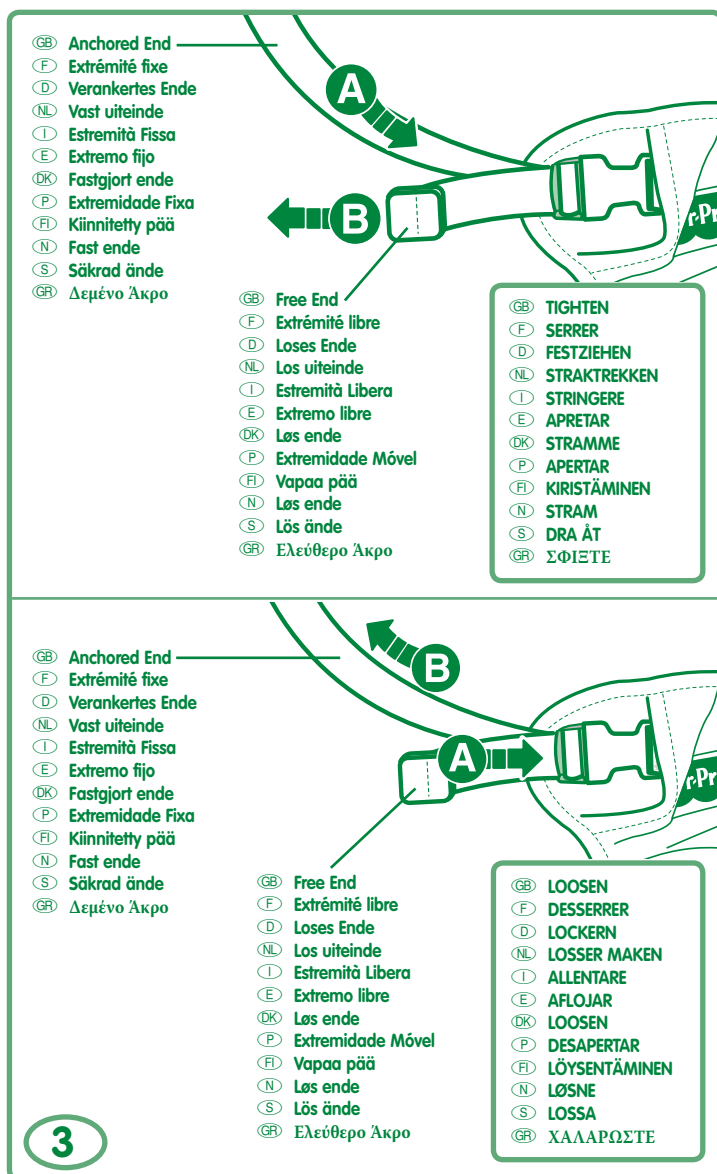 GB Anchored End
F Extrémité fixe
D Verankertes Ende
NL Vast uiteinde
I Estremità Fissa
E Extremo fijo
DK Fastgjort ende
P Extremidade Fixa
FI Kiinnitetty pää
N Fast ende
S Säkrad ände
GR Δεμένο Άκρο
A
B
GB Free End
F Extrémité libre
D Loses Ende
NL Los uiteinde
I Estremità Libera
E Extremo libre
DK Løs ende
P Extremidade Móvel
FI Vapaa pää
N Løs ende
S Lös ände
GR Ελεύθερο Άκρο
GB TIGHTEN
F SERRER
D FESTZIEHEN
NL STRAKTREKKEN
I STRINGERE
E APRETAR
DK STRAMME
P APERTAR
FI KIRISTÄMINEN
N STRAM
S DRA ÅT
GR ΣΦΙΞΤΕ
GB Anchored End
F Extrémité fixe
D Verankertes Ende
NL Vast uiteinde
I Estremità Fissa
E Extremo fijo
DK Fastgjort ende
P Extremidade Fixa
FI Kiinnitetty pää
N Fast ende
S Säkrad ände
GR Δεμένο Άκρο
B
A
GB Free End
F Extrémité libre
D Loses Ende
NL Los uiteinde
I Estremità Libera
E Extremo libre
DK Løs ende
P Extremidade Móvel
FI Vapaa pää
N Løs ende
S Lös ände
GR Ελεύθερο Άκρο
GB LOOSEN
F DESSERRER
D LOCKERN
NL LOSSER MAKEN
I ALLENTARE
E AFLOJAR
DK LOOSEN
P DESAPERTAR
FI LÖYSENTÄMINEN
N LØSNE
S LOSSA
GR ΧΑΛΑΡΩΣΤΕ
3